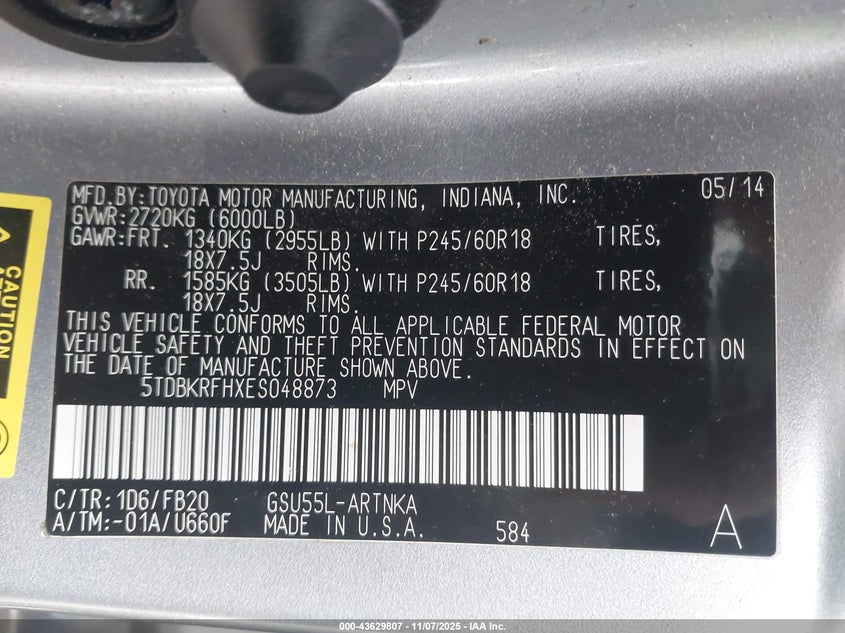 MFD.BY:TOYOTA MOTOR MANUFACTURING, INDIANA, INC. 05/14
GVWR:2720KG (6000LB)
GAWR:FRT. 1340KG (2955LB) WITH P245/60R18 TIRES,
18X7.5J RIMS.
RR. 1585KG (3505LB) WITH P245/60R18 TIRES,
18X7.5J RIMS.
THIS VEHICLE CONFORMS TO ALL APPLICABLE FEDERAL MOTOR
VEHICLE SAFETY AND THEFT PREVENTION STANDARDS IN EFFECT ON
THE DATE OF MANUFACTURE SHOWN ABOVE.
5TDBKRFHXES048873 MPV
C/TR:1D6/FB20 GSU55L-ARTNKA
A/TM:-01A/U660F MADE IN U.S.A. 584 A
CAUTION
000-43629807 - 11/07/2025 - IAA Inc.